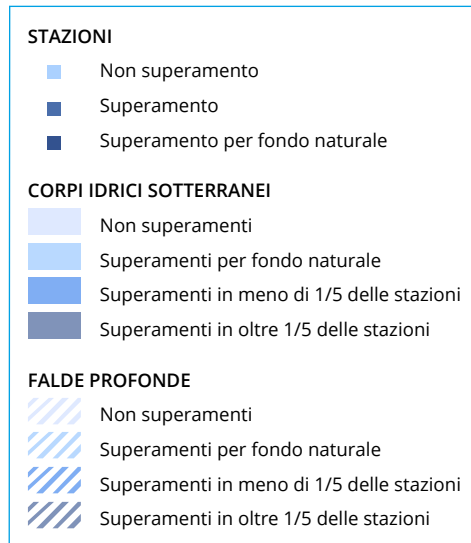 STAZIONI
Non superamento
Superamento
Superamento per fondo naturale
CORPI IDRICI SOTTERRANEI
Non superamenti
Superamenti per fondo naturale
Superamenti in meno di 1/5 delle stazioni
Superamenti in oltre 1/5 delle stazioni
FALDE PROFONDE
Non superamenti
Superamenti per fondo naturale
Superamenti in meno di 1/5 delle stazioni
Superamenti in oltre 1/5 delle stazioni